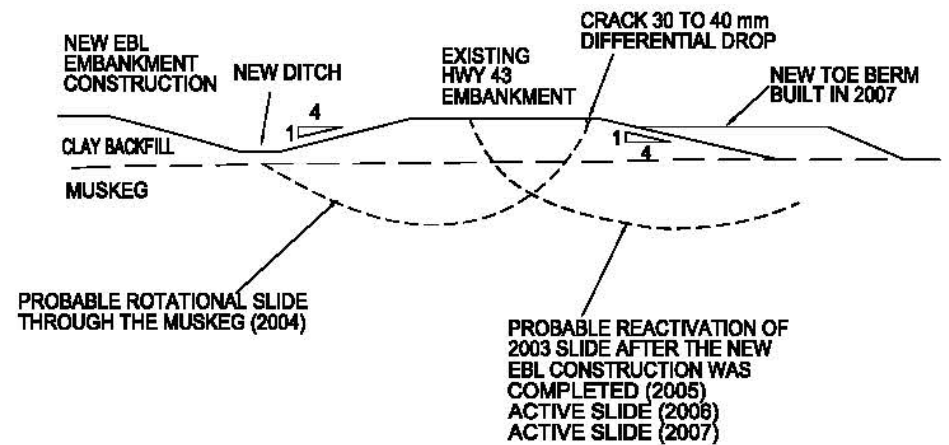 CRACK 30 TO 40 mm
DIFFERENTIAL DROP
NEW EBL
EMBANKMENT
CONSTRUCTION
NEW DITCH
EXISTING
HWY 43
EMBANKMENT
NEW TOE BERM
BUILT IN 2007
4
1
1
4
CLAY BACKFILL
MUSKEG
PROBABLE ROTATIONAL SLIDE
THROUGH THE MUSKEG (2004)
PROBABLE REACTIVATION OF
2003 SLIDE AFTER THE NEW
EBL CONSTRUCTION WAS
COMPLETED (2005)
ACTIVE SLIDE (2006)
ACTIVE SLIDE (2007)